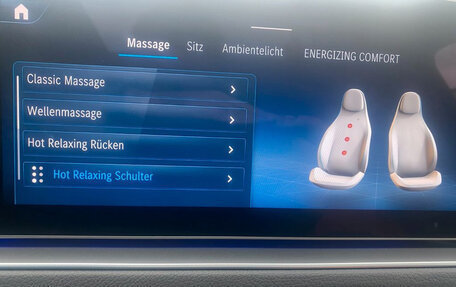 Massage Sitz Ambientelicht ENERGIZING COMFORT
Classic Massage
Wellenmassage
Hot Relaxing Rücken
Hot Relaxing Schulter